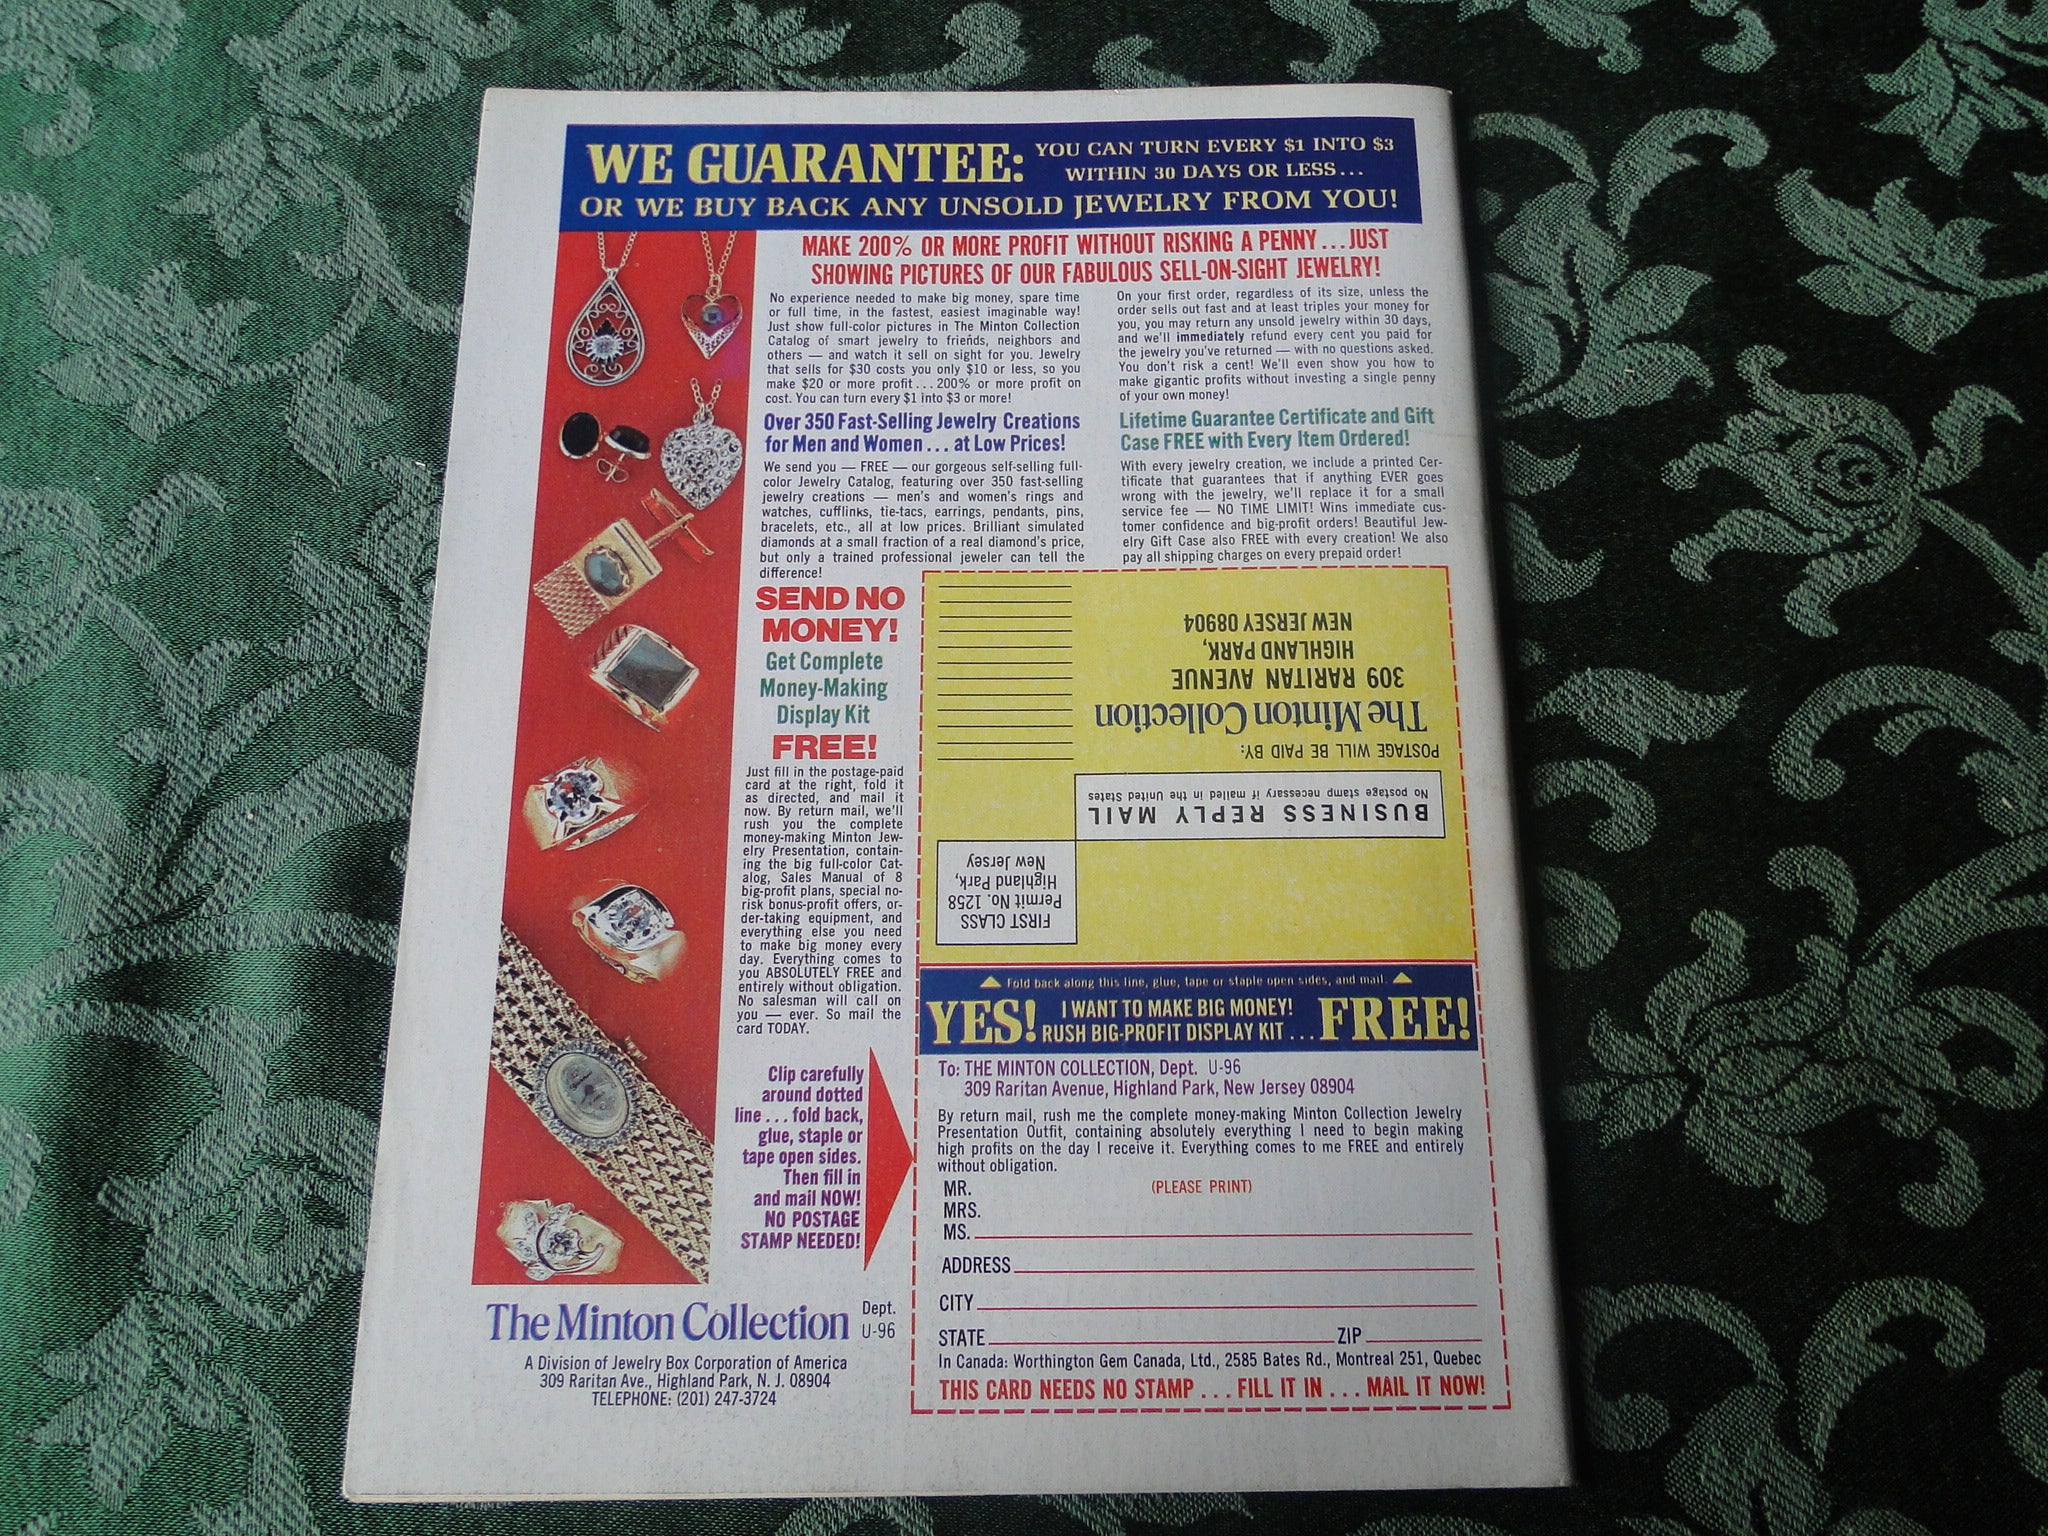 WE GUARANTEE: YOU CAN TURN EVERY $1 INTO $3
WITHIN 30 DAYS OR LESS...
OR WE BUY BACK ANY UNSOLD JEWELRY FROM YOU!
MAKE 200% OR MORE PROFIT WITHOUT RISKING A PENNY...JUST
SHOWING PICTURES OF OUR FABULOUS SELL-ON-SIGHT JEWELRY!
No experience needed to make big money, spare time
or full time, in the fastest, easiest imaginable way!
Just show full-color pictures in The Minton Collection
Catalog of smart jewelry to friends, neighbors and
others — and watch it sell on sight for you. Jewelry
that sells for $30 costs you only $10 or less, so you
make $20 or more profit...200% or more profit on
cost. You can turn every $1 into $3 or more!
Over 350 Fast-Selling Jewelry Creations
for Men and Women...at Low Prices!
We send you — FREE — our gorgeous self-selling full-
color Jewelry Catalog, featuring over 350 fast-selling
jewelry creations — men's and women's rings and
watches, cufflinks, tie-tacs, earrings, pendants, pins,
bracelets, etc., all at low prices. Brilliant simulated
diamonds at a small fraction of a real diamond's price,
but only a trained professional jeweler can tell the
difference!
On your first order, regardless of its size, unless the
order sells out fast and at least triples your money for
you, you may return any unsold jewelry within 30 days,
and we'll immediately refund every cent you paid for
the jewelry you've returned — with no questions asked.
You don't risk a cent! We'll even show you how to
make gigantic profits without investing a single penny
of your own money!
Lifetime Guarantee Certificate and Gift
Case FREE with Every Item Ordered!
With every jewelry creation, we include a printed Cer-
tificate that guarantees that if anything EVER goes
wrong with the jewelry, we'll replace it for a small
service fee — NO TIME LIMIT! Wins immediate cus-
tomer confidence and big-profit orders! Beautiful Jew-
elry Gift Case also FREE with every creation! We also
pay all shipping charges on every prepaid order!
SEND NO
MONEY!
Get Complete
Money-Making
Display Kit
FREE!
Just fill in the postage-paid
card at the right, fold it
as directed, and mail it
now. By return mail, we'll
rush you the complete
money-making Minton Jew-
elry Presentation, contain-
ing the big full-color Cat-
alog, Sales Manual of 8
big-profit plans, special no-
risk bonus-profit offers, or-
der-taking equipment, and
everything else you need
to make big money every
day. Everything comes to
you ABSOLUTELY FREE and
entirely without obligation.
No salesman will call on
you — ever. So mail the
card TODAY.
Clip carefully
around dotted
line...fold back,
glue, staple or
tape open sides.
Then fill in
and mail NOW!
NO POSTAGE
STAMP NEEDED!
The Minton Collection Dept.
U-96
A Division of Jewelry Box Corporation of America
309 Raritan Ave., Highland Park, N. J. 08904
TELEPHONE: (201) 247-3724
FIRST CLASS
Permit No. 1258
Highland Park,
New Jersey
BUSINESS REPLY MAIL
No postage stamp necessary if mailed in the United States
POSTAGE WILL BE PAID BY:
The Minton Collection
309 RARITAN AVENUE
HIGHLAND PARK,
NEW JERSEY 08904
Fold back along this line, glue, tape or staple open sides, and mail.
YES! I WANT TO MAKE BIG MONEY!
RUSH BIG-PROFIT DISPLAY KIT... FREE!
To: THE MINTON COLLECTION, Dept. U-96
309 Raritan Avenue, Highland Park, New Jersey 08904
By return mail, rush me the complete money-making Minton Collection Jewelry
Presentation Outfit, containing absolutely everything I need to begin making
high profits on the day I receive it. Everything comes to me FREE and entirely
without obligation.
MR. (PLEASE PRINT)
MRS.
MS.
ADDRESS
CITY
STATE ZIP
In Canada: Worthington Gem Canada, Ltd., 2585 Bates Rd., Montreal 251, Quebec
THIS CARD NEEDS NO STAMP...FILL IT IN...MAIL IT NOW!